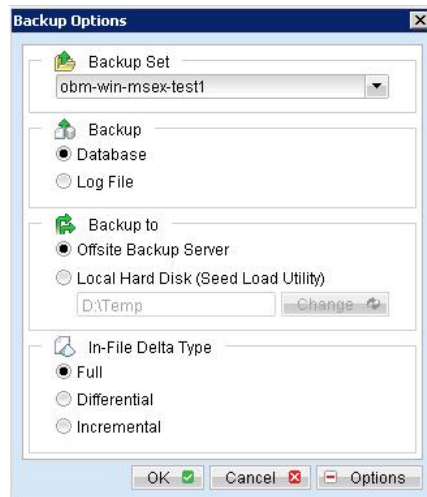 Backup Options
Backup Set
obm-win-msex-test1
Backup
Database
Log File
Backup to
Offsite Backup Server
Local Hard Disk (Seed Load Utility)
D:\Temp
Change
In-File Delta Type
Full
Differential
Incremental
OK Cancel Options